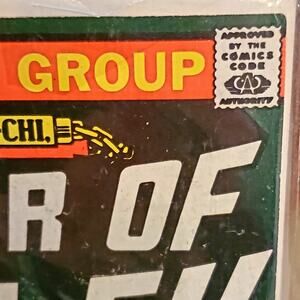 GROUP
APPROVED
BY THE
COMICS
CODE
CA
AUTHORITY
-CHI,
R OF